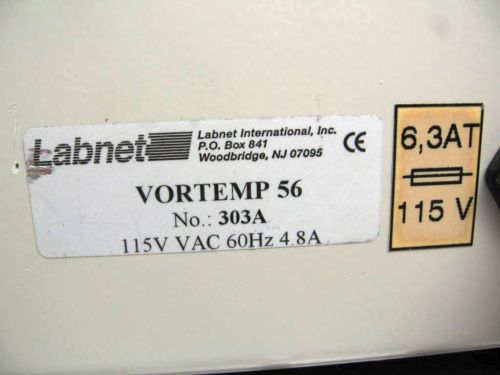 Labnet
Labnet International, Inc.
P.O. Box 841
Woodbridge, NJ 07095
CE
VORTEMP 56
No.: 303A
115V VAC 60Hz 4.8A
6,3AT
115 V